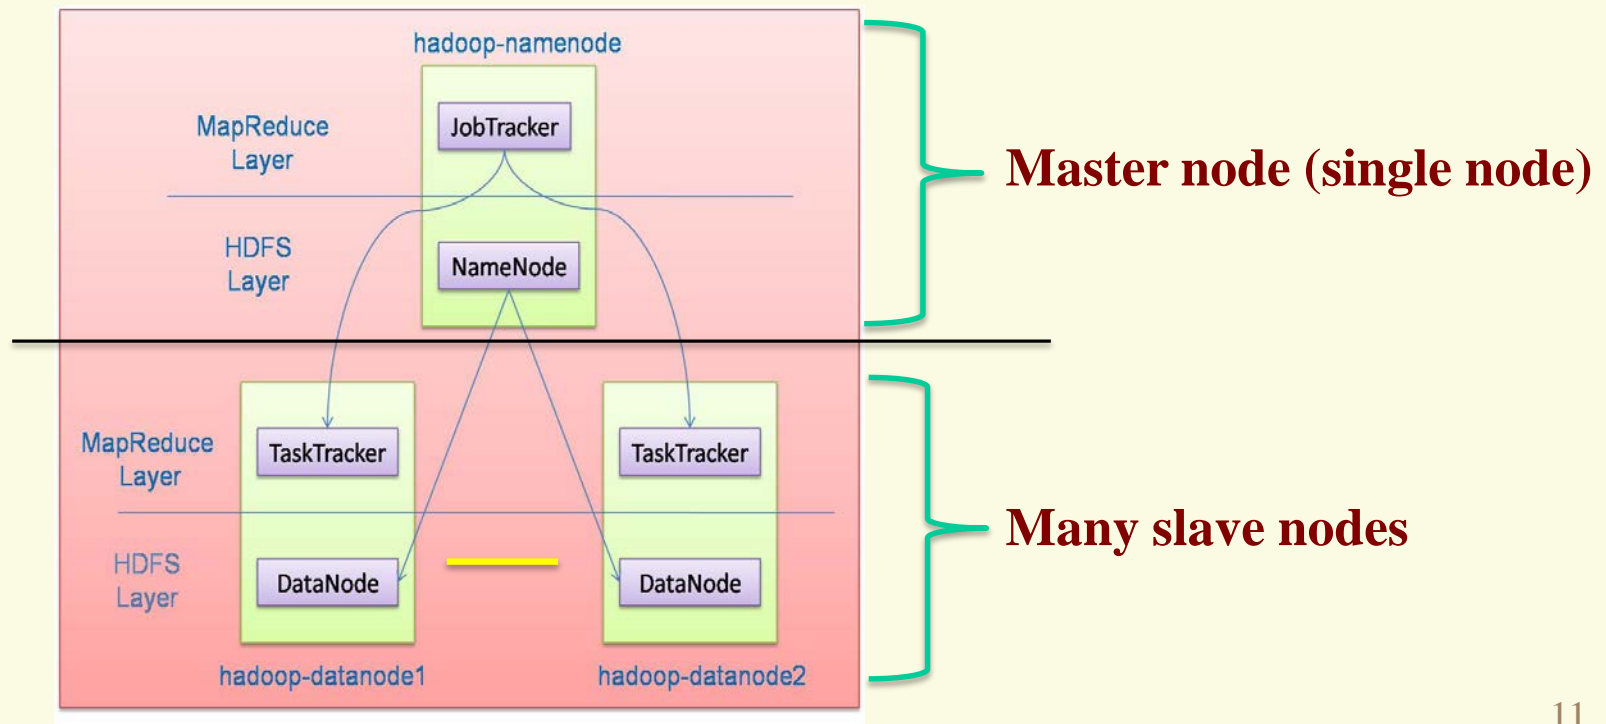 hadoop-namenode
MapReduce
Layer
JobTracker
Master node (single node)
HDFS
Layer
NameNode
MapReduce
Layer
TaskTracker
TaskTracker
Many slave nodes
HDFS
Layer
DataNode
DataNode
hadoop-datanode1
hadoop-datanode2
11